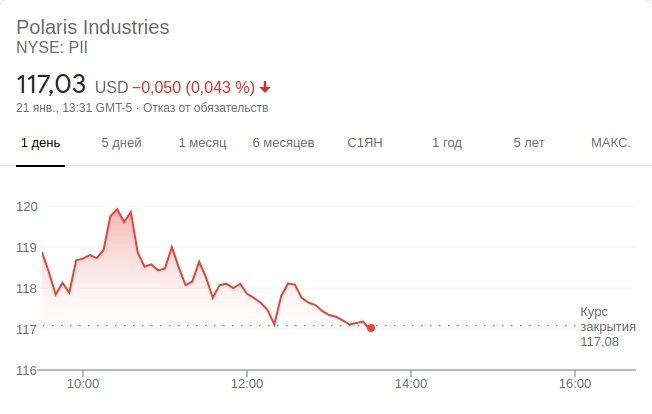 Polaris Industries
NYSE: PII
117,03 USD −0,050 (0,043 %)
21 янв., 13:31 GMT-5 · Отказ от обязательств
1 день 5 дней 1 месяц 6 месяцев С1ЯН 1 год 5 лет МАКС.
120
119
118
117
116
Курс
закрытия
117,08
10:00 12:00 14:00 16:00